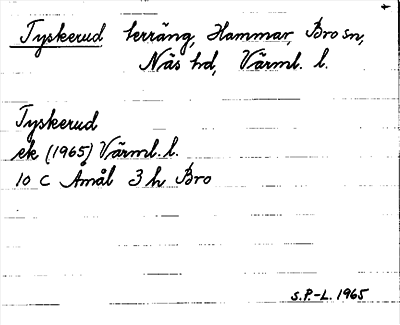 Tyskerud terräng, Hammar, Bro sn,
Näs hd, Värml. l.
Tyskerud
ek (1965) Värml. l.
10 C Åmål 3 h Bro
S.P.-L. 1965